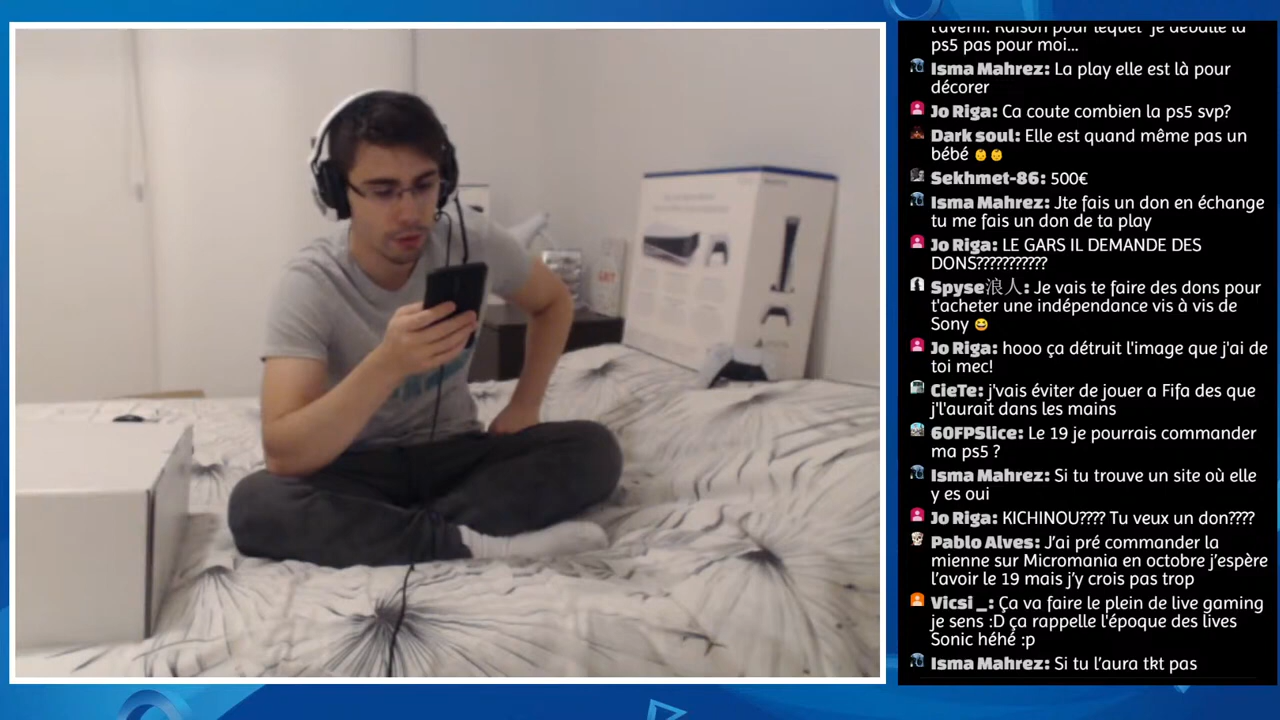 l'avenir. Raison pour lequel je déballe la
ps5 pas pour moi...
Isma Mahrez: La play elle est là pour
décorer
Jo Riga: Ca coute combien la ps5 svp?
Dark soul: Elle est quand même pas un
bébé 👶👶
Sekhmet-86: 500€
Isma Mahrez: Jte fais un don en échange
tu me fais un don de ta play
Jo Riga: LE GARS IL DEMANDE DES
DONS???????????
Spyse浪人: Je vais te faire des dons pour
t'acheter une indépendance vis à vis de
Sony 😄
Jo Riga: hooo ça détruit l'image que j'ai de
toi mec!
CieTe: j'vais éviter de jouer a Fifa des que
j'l'aurait dans les mains
60FPSlice: Le 19 je pourrais commander
ma ps5 ?
Isma Mahrez: Si tu trouve un site où elle
y es oui
Jo Riga: KICHINOU???? Tu veux un don????
Pablo Alves: J'ai pré commander la
mienne sur Micromania en octobre j'espère
l'avoir le 19 mais j'y crois pas trop
Vicsi _: Ça va faire le plein de live gaming
je sens :D ça rappelle l'époque des lives
Sonic héhé :p
Isma Mahrez: Si tu l'aura tkt pas